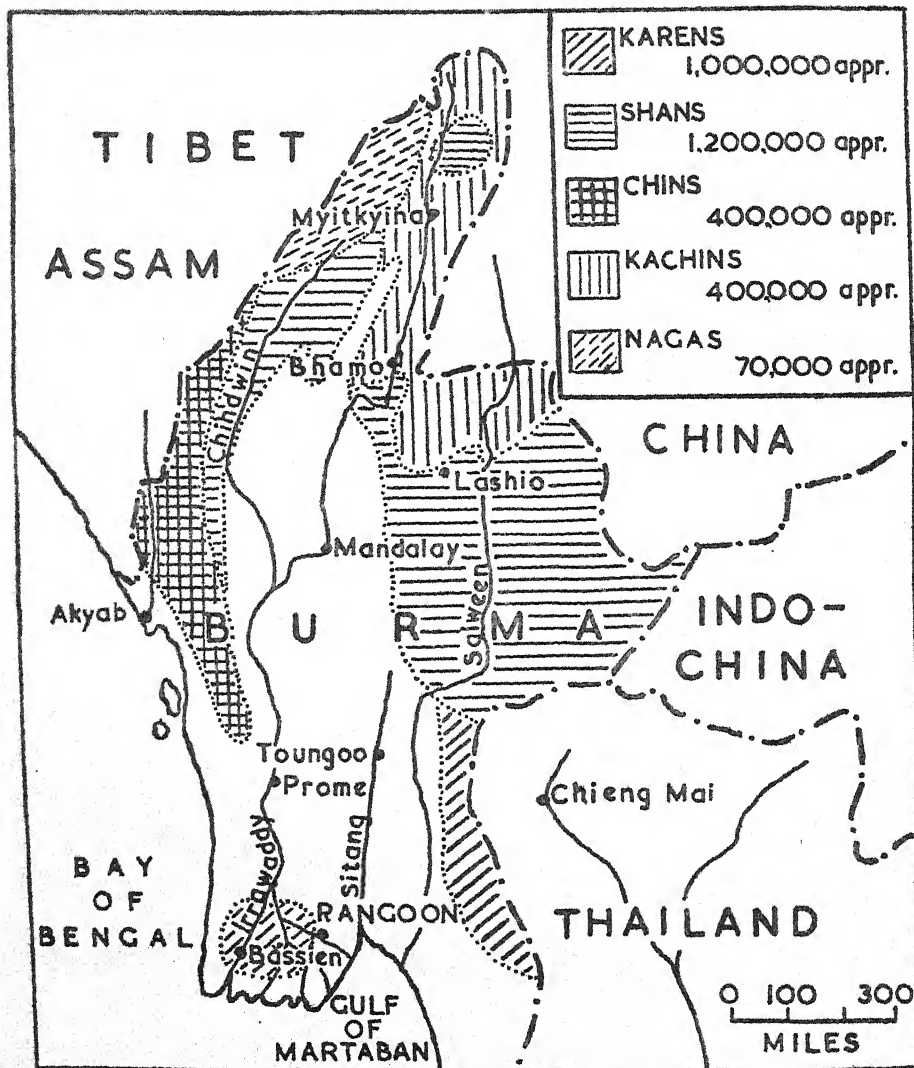 KARENS
1,000,000 appr.
SHANS
1,200,000 appr.
CHINS
400,000 appr.
KACHINS
400,000 appr.
NAGAS
70,000 appr.
TIBET
ASSAM
Myitkyina
Chindwin
Bhamo
CHINA
Lashio
Mandalay
Akyab
BURMA
Salween
INDO-
CHINA
Toungoo
Prome
Chieng Mai
Irrawaddy
Sitang
BAY
OF
BENGAL
RANGOON
Bassien
THAILAND
GULF
OF
MARTABAN
0 100 300
MILES